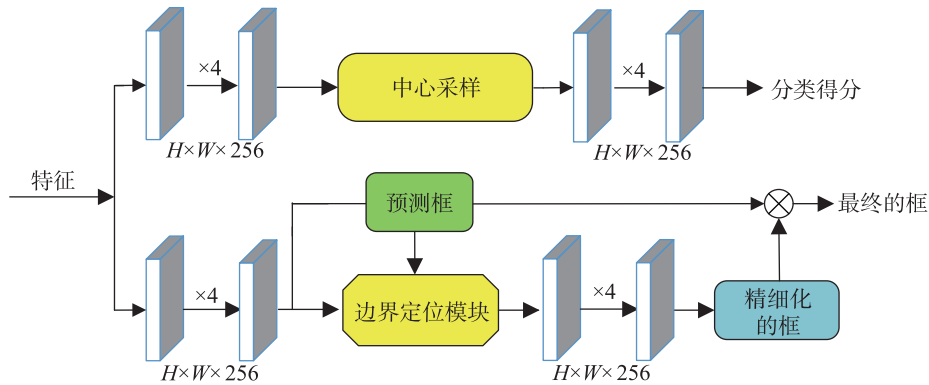 ×4
中心采样
×4
分类得分
H×W×256
H×W×256
特征
预测框
最终的框
×4
边界定位模块
×4
精细化
的框
H×W×256
H×W×256